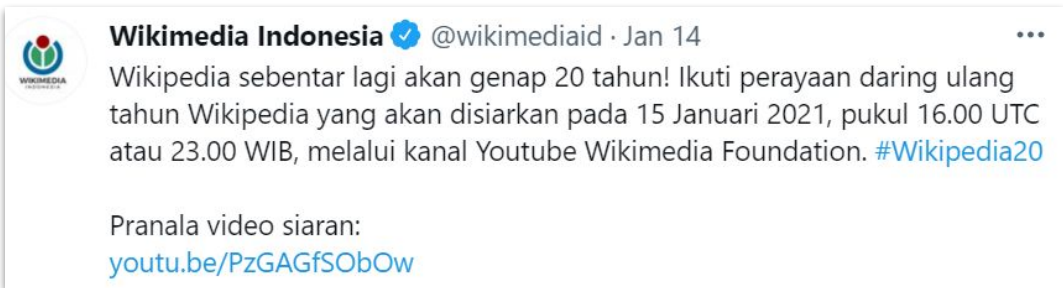 Wikimedia Indonesia @wikimediaid · Jan 14
WIKIMEDIA
INDONESIA
Wikipedia sebentar lagi akan genap 20 tahun! Ikuti perayaan daring ulang
tahun Wikipedia yang akan disiarkan pada 15 Januari 2021, pukul 16.00 UTC
atau 23.00 WIB, melalui kanal Youtube Wikimedia Foundation. #Wikipedia20
Pranala video siaran:
youtu.be/PzGAGfSObOw